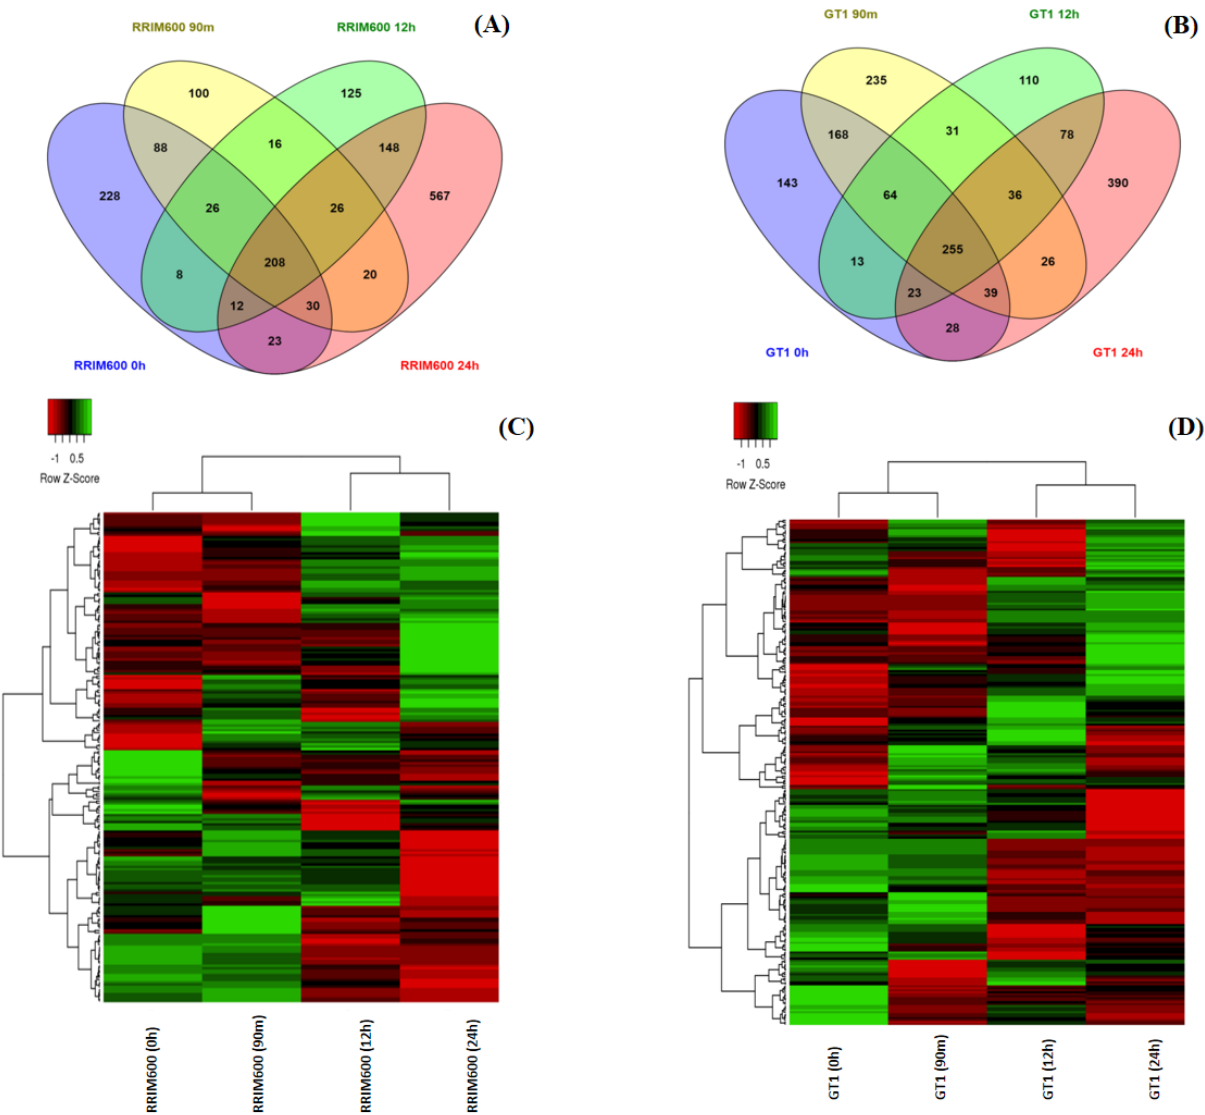 RRIM600 90m
RRIM600 12h
(A)
100
125
88
16
148
228
26
26
567
208
8
20
12
30
23
RRIM600 0h
RRIM600 24h
GT1 90m
GT1 12h
(B)
235
110
168
31
78
143
64
36
390
255
13
26
23
39
28
GT1 0h
GT1 24h
(C)
-1 0.5
Row Z-Score
RRIM600 (0h)
RRIM600 (90m)
RRIM600 (12h)
RRIM600 (24h)
(D)
-1 0.5
Row Z-Score
GT1 (0h)
GT1 (90m)
GT1 (12h)
GT1 (24h)